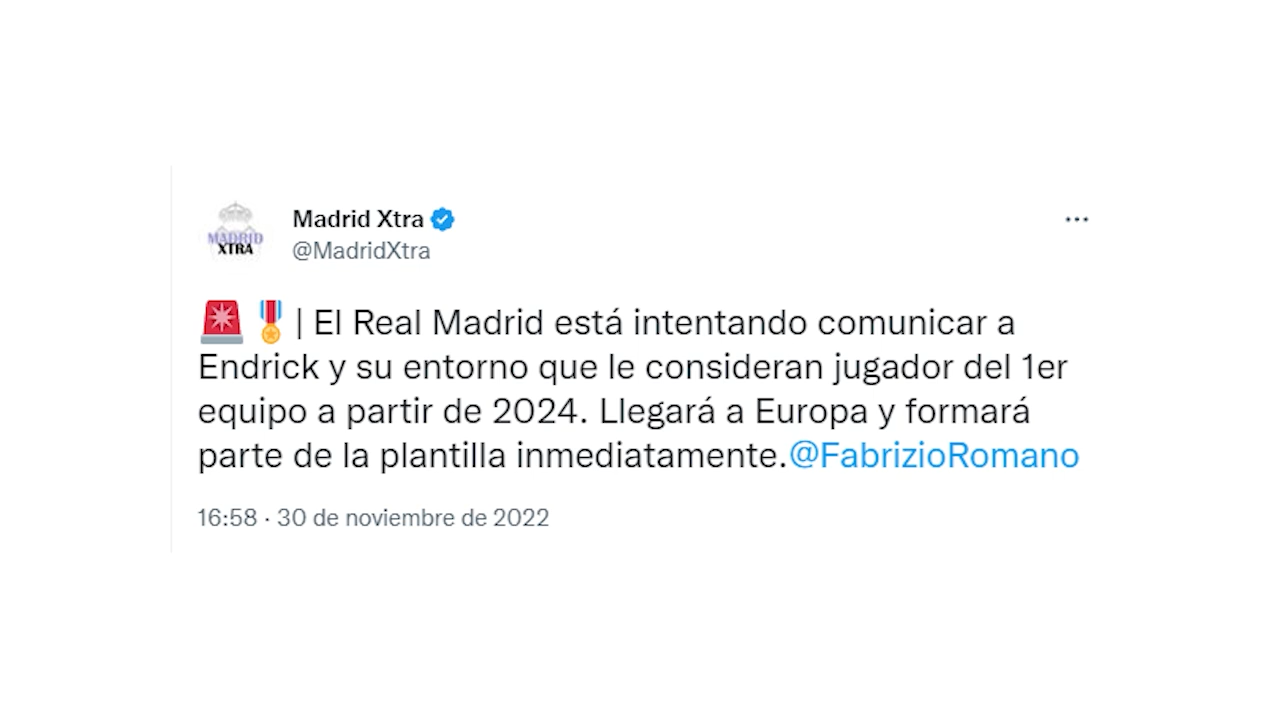 MADRID
XTRA
Madrid Xtra
@MadridXtra
🚨🎖️| El Real Madrid está intentando comunicar a
Endrick y su entorno que le consideran jugador del 1er
equipo a partir de 2024. Llegará a Europa y formará
parte de la plantilla inmediatamente.@FabrizioRomano
16:58 · 30 de noviembre de 2022